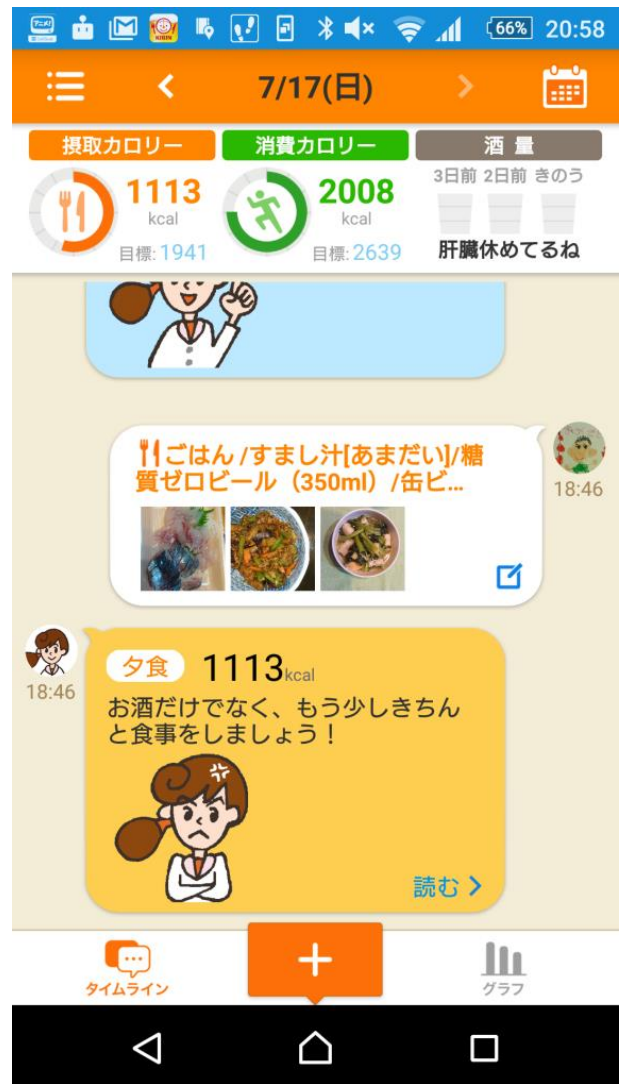 66% 20:58
7/17(日)
摂取カロリー 消費カロリー 酒 量
3日前 2日前 きのう
1113 2008
kcal kcal
目標:1941 目標:2639 肝臓休めてるね
ごはん/すまし汁[あまだい]/糖
質ゼロビール（350ml）/缶ビ...
18:46
夕食 1113kcal
18:46
お酒だけでなく、もう少しきちん
と食事をしましょう！
読む
タイムライン + グラフ